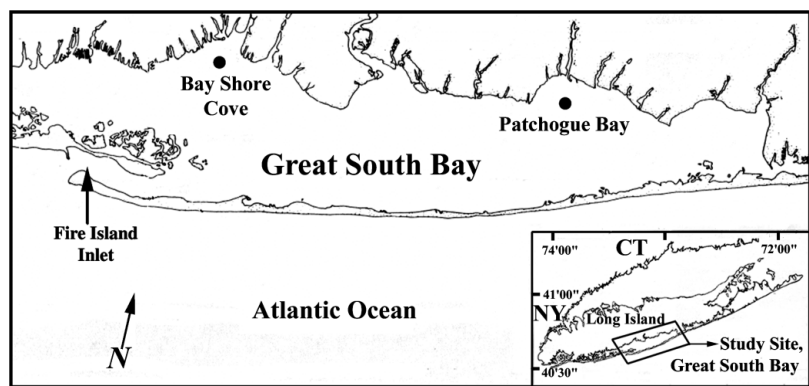 Bay Shore
Cove
Patchogue Bay
Great South Bay
Fire Island
Inlet
Atlantic Ocean
N
74'00"
CT
72'00"
41'00"
NY
Long Island
40'30"
Study Site,
Great South Bay